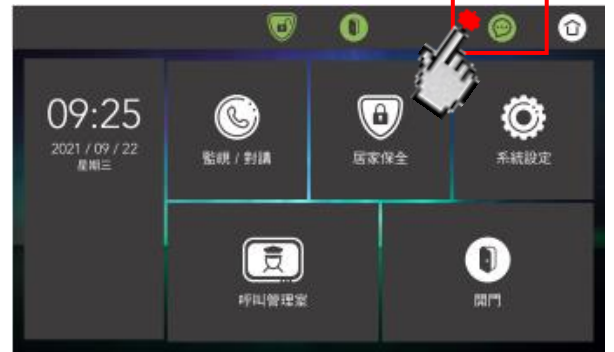 09:25
2021 / 09 / 22
星期三
監視 / 對講
居家保全
系統設定
呼叫管理室
開門